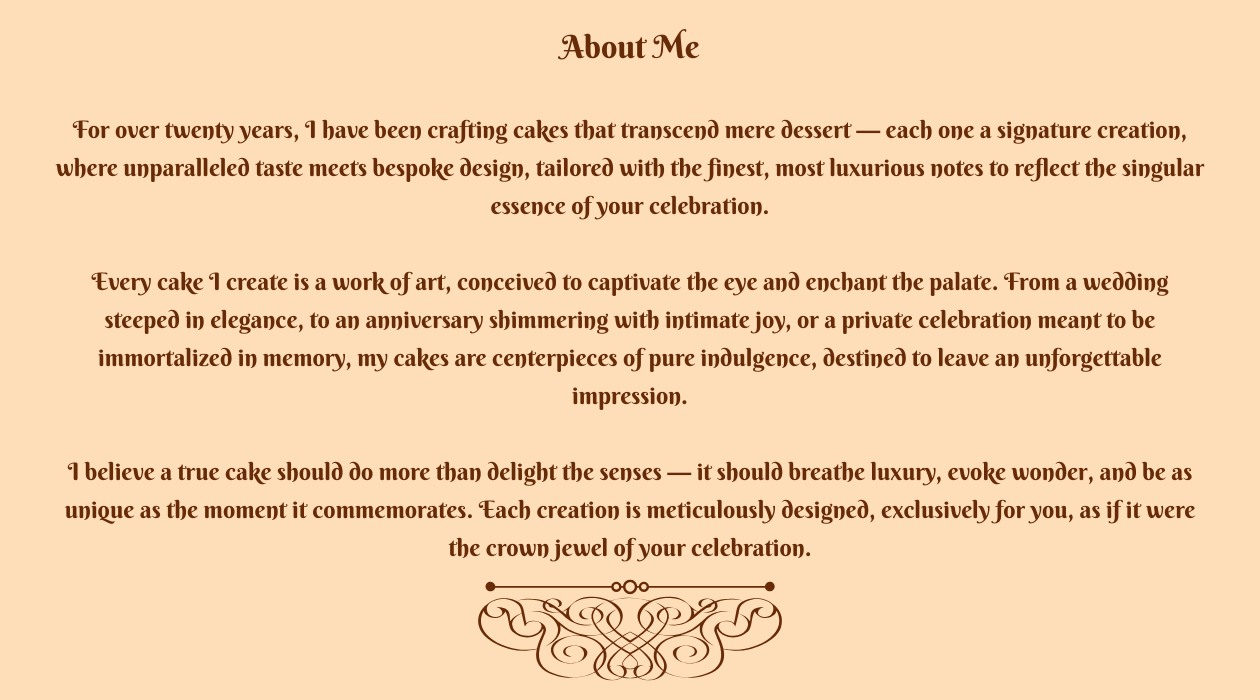 About Me
For over twenty years, I have been crafting cakes that transcend mere dessert — each one a signature creation,
where unparalleled taste meets bespoke design, tailored with the finest, most luxurious notes to reflect the singular
essence of your celebration.
Every cake I create is a work of art, conceived to captivate the eye and enchant the palate. From a wedding
steeped in elegance, to an anniversary shimmering with intimate joy, or a private celebration meant to be
immortalized in memory, my cakes are centerpieces of pure indulgence, destined to leave an unforgettable
impression.
I believe a true cake should do more than delight the senses — it should breathe luxury, evoke wonder, and be as
unique as the moment it commemorates. Each creation is meticulously designed, exclusively for you, as if it were
the crown jewel of your celebration.